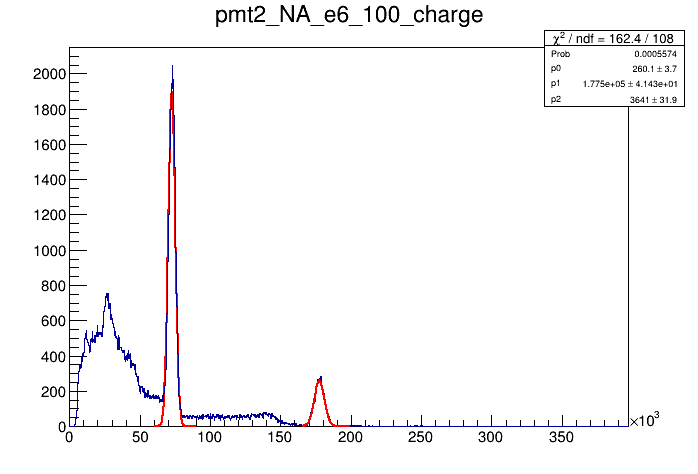 pmt2_NA_e6_100_charge
χ² / ndf = 162.4 / 108
Prob 0.0005574
p0 260.1 ± 3.7
p1 1.775e+05 ± 4.143e+01
p2 3641 ± 31.9
2000
1800
1600
1400
1200
1000
800
600
400
200
0
0 50 100 150 200 250 300 350
×10³